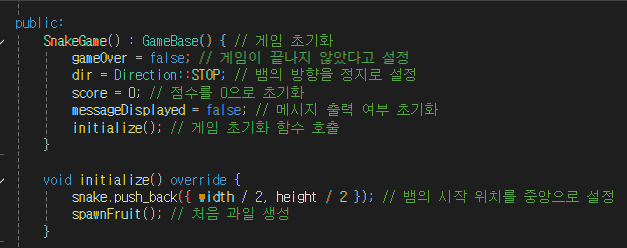 public:
SnakeGame() : GameBase() { // 게임 초기화
gameOver = false; // 게임이 끝나지 않았다고 설정
dir = Direction::STOP; // 뱀의 방향을 정지로 설정
score = 0; // 점수를 0으로 초기화
messageDisplayed = false; // 메시지 출력 여부 초기화
initialize(); // 게임 초기화 함수 호출
}
void initialize() override {
snake.push_back({ width / 2, height / 2 }); // 뱀의 시작 위치를 중앙으로 설정
spawnFruit(); // 처음 과일 생성
}